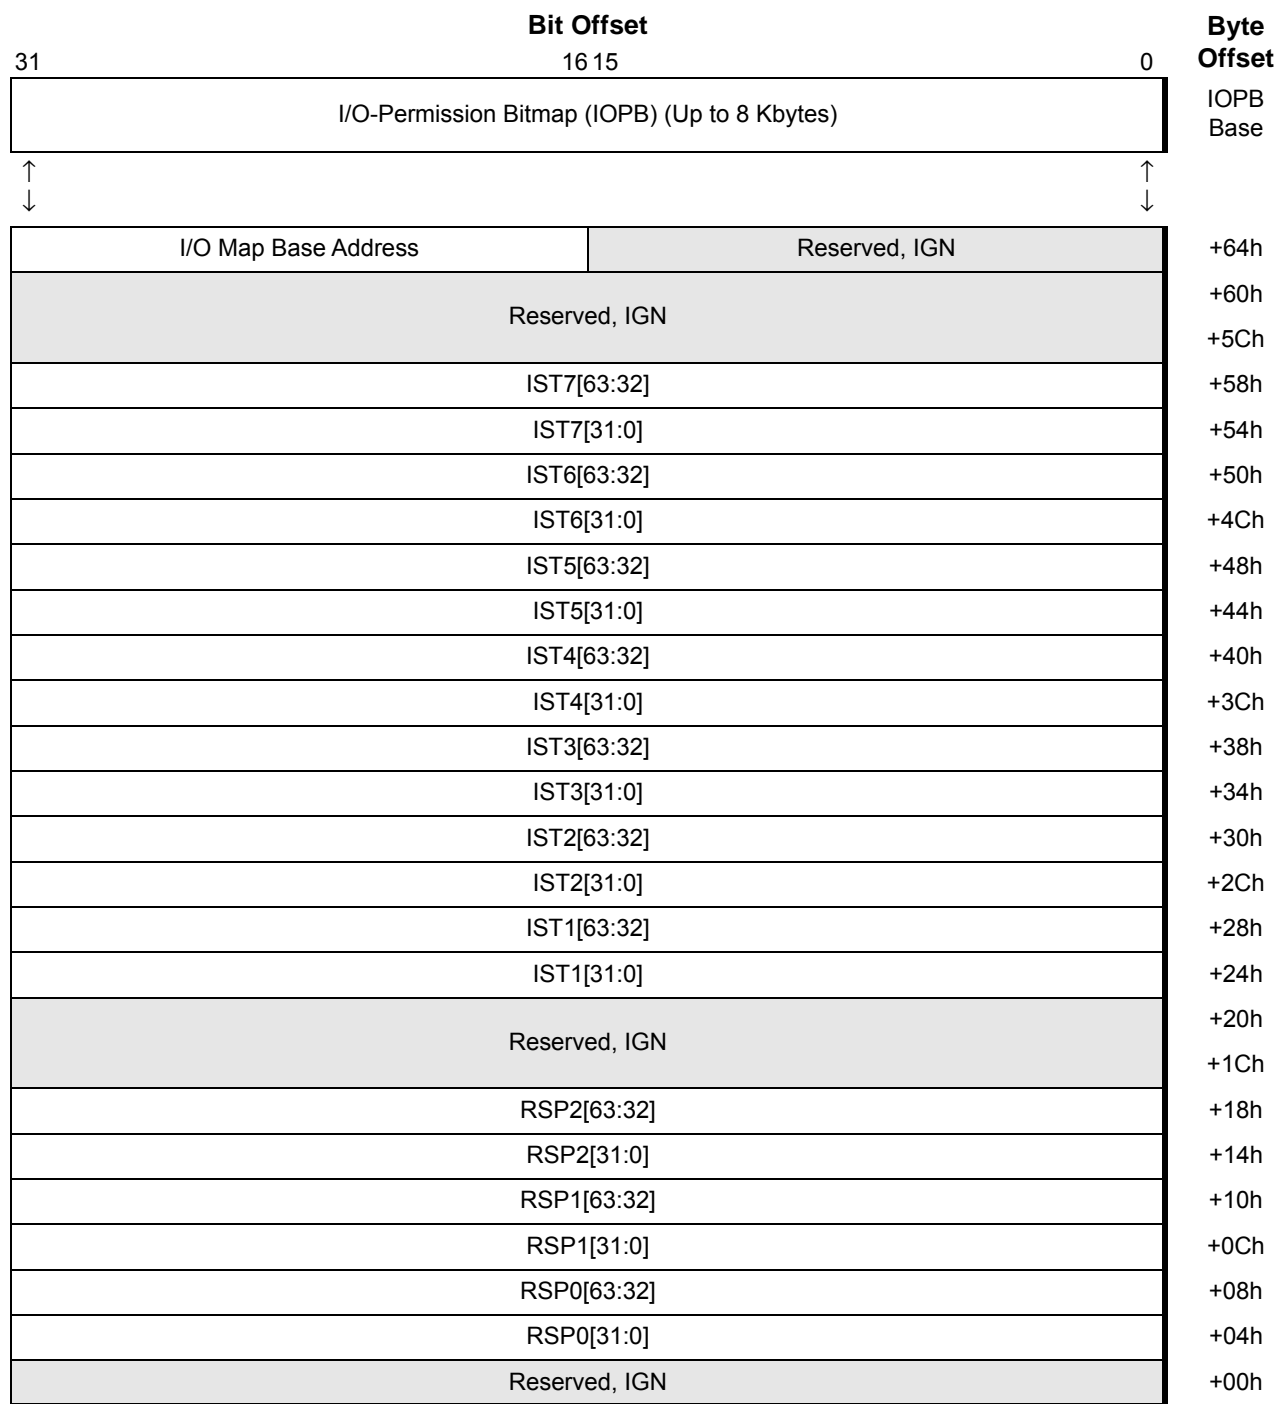 Bit Offset Byte
31 16 15 0 Offset
I/O-Permission Bitmap (IOPB) (Up to 8 Kbytes) IOPB
Base
↑ ↑
↓ ↓
I/O Map Base Address Reserved, IGN +64h
+60h
Reserved, IGN
+5Ch
IST7[63:32] +58h
IST7[31:0] +54h
IST6[63:32] +50h
IST6[31:0] +4Ch
IST5[63:32] +48h
IST5[31:0] +44h
IST4[63:32] +40h
IST4[31:0] +3Ch
IST3[63:32] +38h
IST3[31:0] +34h
IST2[63:32] +30h
IST2[31:0] +2Ch
IST1[63:32] +28h
IST1[31:0] +24h
+20h
Reserved, IGN
+1Ch
RSP2[63:32] +18h
RSP2[31:0] +14h
RSP1[63:32] +10h
RSP1[31:0] +0Ch
RSP0[63:32] +08h
RSP0[31:0] +04h
Reserved, IGN +00h